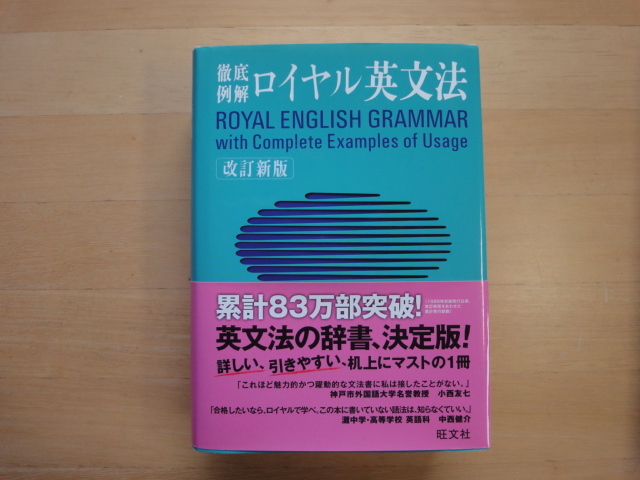 徹底例解ロイヤル英文法
ROYAL ENGLISH GRAMMAR
with Complete Examples of Usage
改訂新版
累計83万部突破!
英文法の辞書、決定版!
詳しい、引きやすい、机上にマストの1冊
「これほど魅力的かつ躍動的な文法書に私は接したことがない。」
神戸市外国語大学名誉教授 小西友七
「合格したいなら、ロイヤルで学べ。この本に書いていない語法は、知らなくていい。」
灘中学・高等学校 英語科 中西健介
旺文社